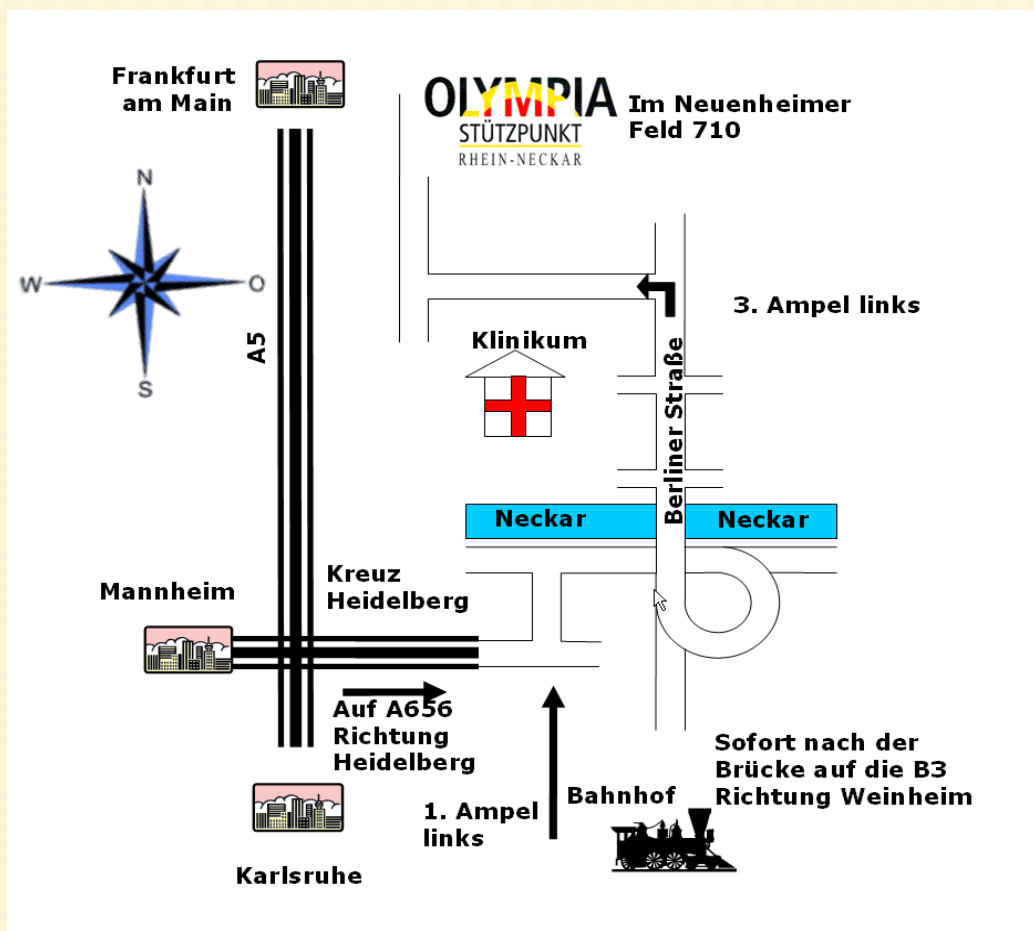 Frankfurt
am Main
OLYMPIA
STÜTZPUNKT
RHEIN-NECKAR
Im Neuenheimer
Feld 710
N
W
O
S
A5
3. Ampel links
Klinikum
Berliner Straße
Neckar
Neckar
Kreuz
Heidelberg
Mannheim
Auf A656
Richtung
Heidelberg
1. Ampel
links
Bahnhof
Sofort nach der
Brücke auf die B3
Richtung Weinheim
Karlsruhe